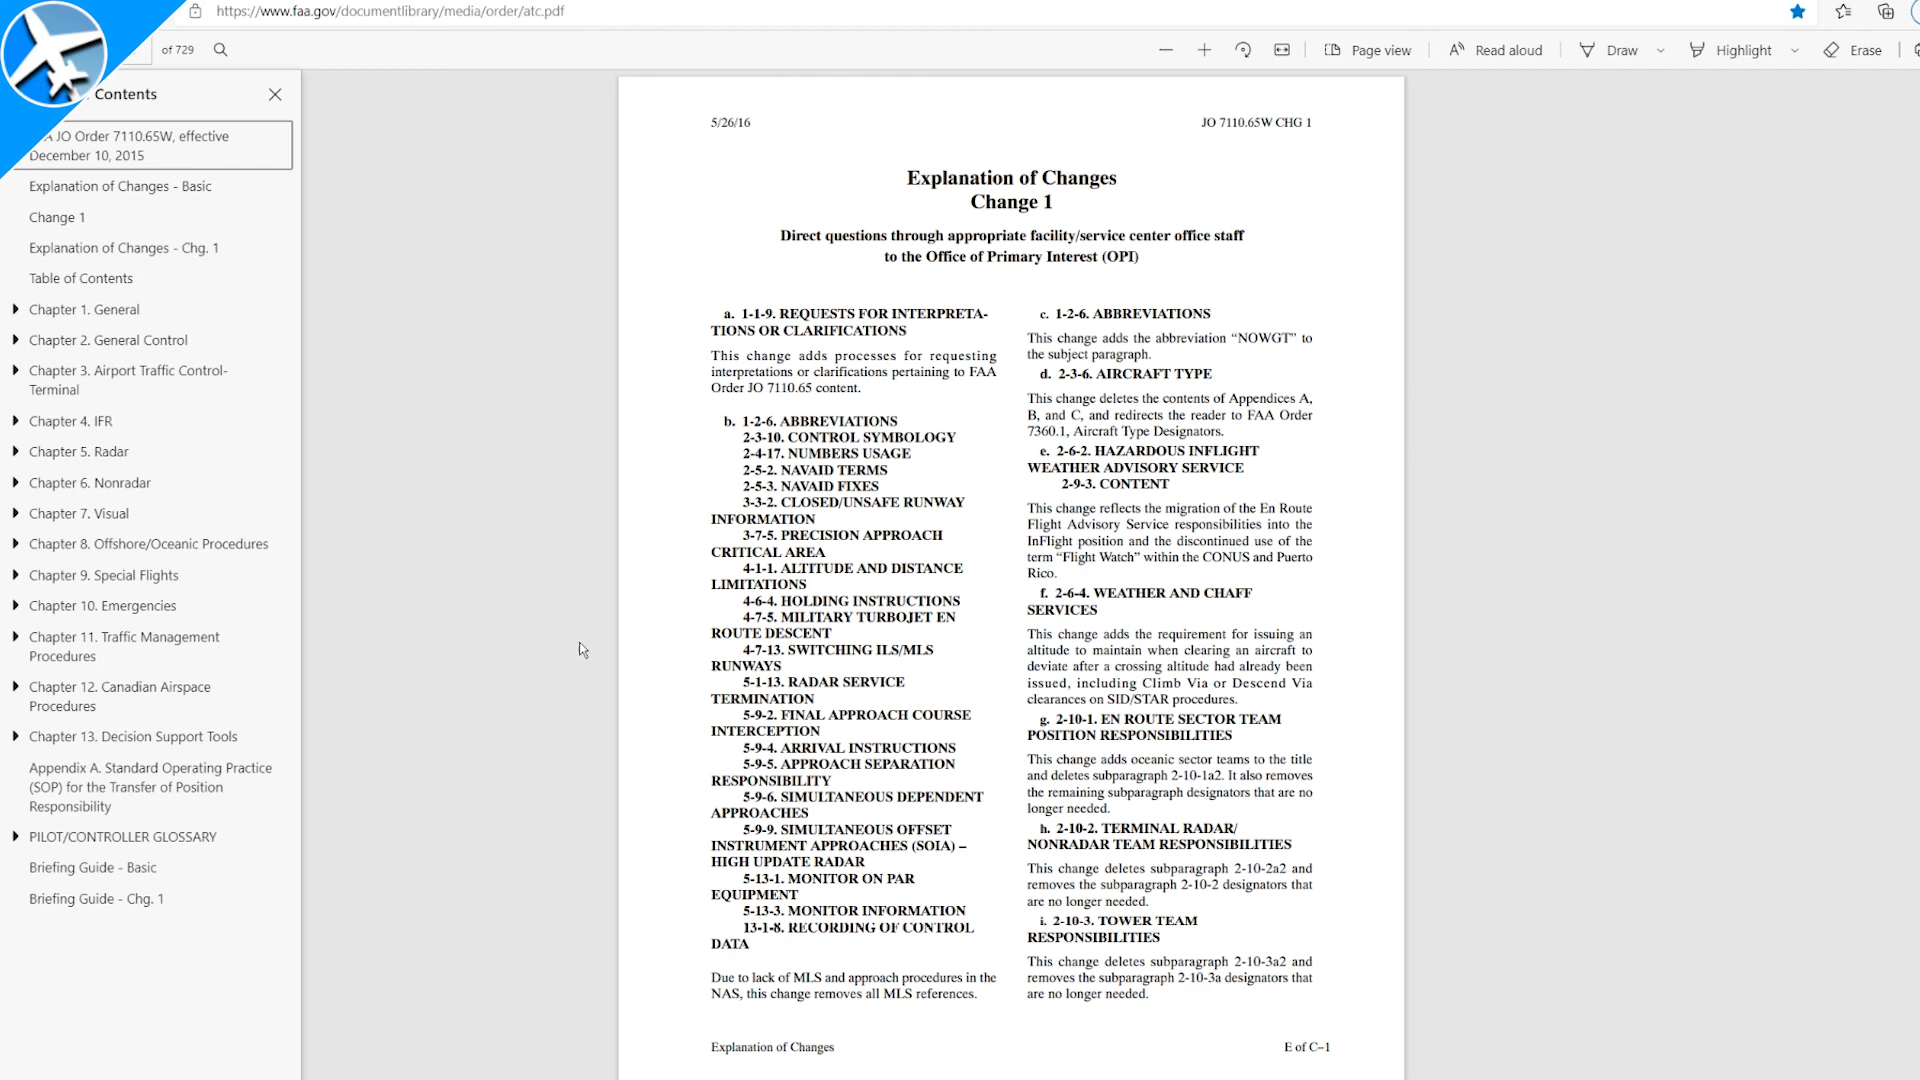 https://www.faa.gov/documentlibrary/media/order/atc.pdf
of 729
Page view
Read aloud
Draw
Highlight
Erase
Contents
JO Order 7110.65W, effective
December 10, 2015
Explanation of Changes - Basic
Change 1
Explanation of Changes - Chg. 1
Table of Contents
Chapter 1. General
Chapter 2. General Control
Chapter 3. Airport Traffic Control-
Terminal
Chapter 4. IFR
Chapter 5. Radar
Chapter 6. Nonradar
Chapter 7. Visual
Chapter 8. Offshore/Oceanic Procedures
Chapter 9. Special Flights
Chapter 10. Emergencies
Chapter 11. Traffic Management
Procedures
Chapter 12. Canadian Airspace
Procedures
Chapter 13. Decision Support Tools
Appendix A. Standard Operating Practice
(SOP) for the Transfer of Position
Responsibility
PILOT/CONTROLLER GLOSSARY
Briefing Guide - Basic
Briefing Guide - Chg. 1
5/26/16
JO 7110.65W CHG 1
Explanation of Changes
Change 1
Direct questions through appropriate facility/service center office staff
to the Office of Primary Interest (OPI)
a. 1-1-9. REQUESTS FOR INTERPRETA-
TIONS OR CLARIFICATIONS
This change adds processes for requesting
interpretations or clarifications pertaining to FAA
Order JO 7110.65 content.
b. 1-2-6. ABBREVIATIONS
2-3-10. CONTROL SYMBOLOGY
2-4-17. NUMBERS USAGE
2-5-2. NAVAID TERMS
2-5-3. NAVAID FIXES
3-3-2. CLOSED/UNSAFE RUNWAY
INFORMATION
3-7-5. PRECISION APPROACH
CRITICAL AREA
4-1-1. ALTITUDE AND DISTANCE
LIMITATIONS
4-6-4. HOLDING INSTRUCTIONS
4-7-5. MILITARY TURBOJET EN
ROUTE DESCENT
4-7-13. SWITCHING ILS/MLS
RUNWAYS
5-1-13. RADAR SERVICE
TERMINATION
5-9-2. FINAL APPROACH COURSE
INTERCEPTION
5-9-4. ARRIVAL INSTRUCTIONS
5-9-5. APPROACH SEPARATION
RESPONSIBILITY
5-9-6. SIMULTANEOUS DEPENDENT
APPROACHES
5-9-9. SIMULTANEOUS OFFSET
INSTRUMENT APPROACHES (SOIA) –
HIGH UPDATE RADAR
5-13-1. MONITOR ON PAR
EQUIPMENT
5-13-3. MONITOR INFORMATION
13-1-8. RECORDING OF CONTROL
DATA
Due to lack of MLS and approach procedures in the
NAS, this change removes all MLS references.
c. 1-2-6. ABBREVIATIONS
This change adds the abbreviation “NOWGT” to
the subject paragraph.
d. 2-3-6. AIRCRAFT TYPE
This change deletes the contents of Appendices A,
B, and C, and redirects the reader to FAA Order
7360.1, Aircraft Type Designators.
e. 2-6-2. HAZARDOUS INFLIGHT
WEATHER ADVISORY SERVICE
2-9-3. CONTENT
This change reflects the migration of the En Route
Flight Advisory Service responsibilities into the
InFlight position and the discontinued use of the
term “Flight Watch” within the CONUS and Puerto
Rico.
f. 2-6-4. WEATHER AND CHAFF
SERVICES
This change adds the requirement for issuing an
altitude to maintain when clearing an aircraft to
deviate after a crossing altitude had already been
issued, including Climb Via or Descend Via
clearances on SID/STAR procedures.
g. 2-10-1. EN ROUTE SECTOR TEAM
POSITION RESPONSIBILITIES
This change adds oceanic sector teams to the title
and deletes subparagraph 2-10-1a2. It also removes
the remaining subparagraph designators that are no
longer needed.
h. 2-10-2. TERMINAL RADAR/
NONRADAR TEAM RESPONSIBILITIES
This change deletes subparagraph 2-10-2a2 and
removes the subparagraph 2-10-2 designators that
are no longer needed.
i. 2-10-3. TOWER TEAM
RESPONSIBILITIES
This change deletes subparagraph 2-10-3a2 and
removes the subparagraph 2-10-3a designators that
are no longer needed.
Explanation of Changes
E of C–1